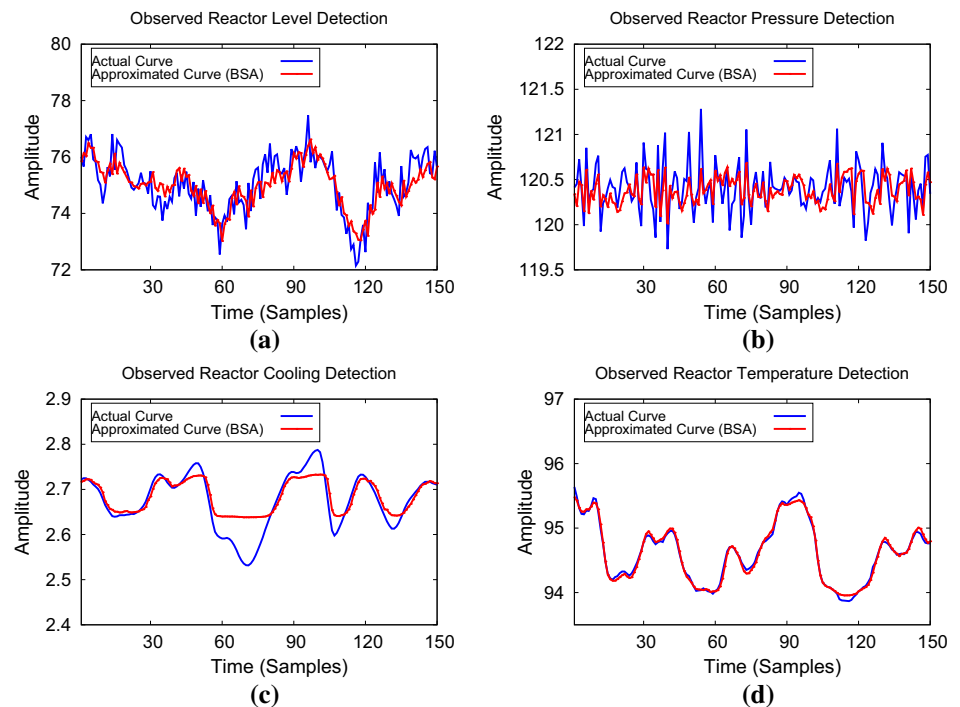 Observed Reactor Level Detection
80
78
76
74
72
Amplitude
Actual Curve
Approximated Curve (BSA)
30 60 90 120 150
Time (Samples)
(a)
Observed Reactor Pressure Detection
122
121.5
121
120.5
120
119.5
Amplitude
Actual Curve
Approximated Curve (BSA)
30 60 90 120 150
Time (Samples)
(b)
Observed Reactor Cooling Detection
2.9
2.8
2.7
2.6
2.5
2.4
Amplitude
Actual Curve
Approximated Curve (BSA)
30 60 90 120 150
Time (Samples)
(c)
Observed Reactor Temperature Detection
97
96
95
94
Amplitude
Actual Curve
Approximated Curve (BSA)
30 60 90 120 150
Time (Samples)
(d)